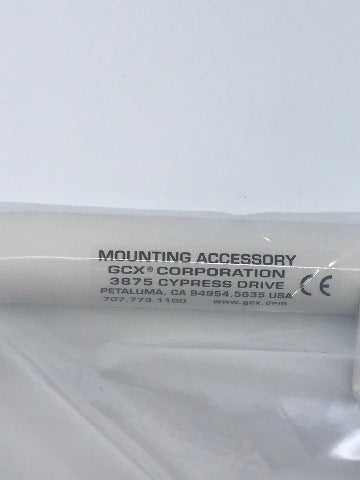 MOUNTING ACCESSORY
GCX® CORPORATION
3875 CYPRESS DRIVE
PETALUMA, CA 94954.5635 USA
707.773.1100 www.gcx.com
CE